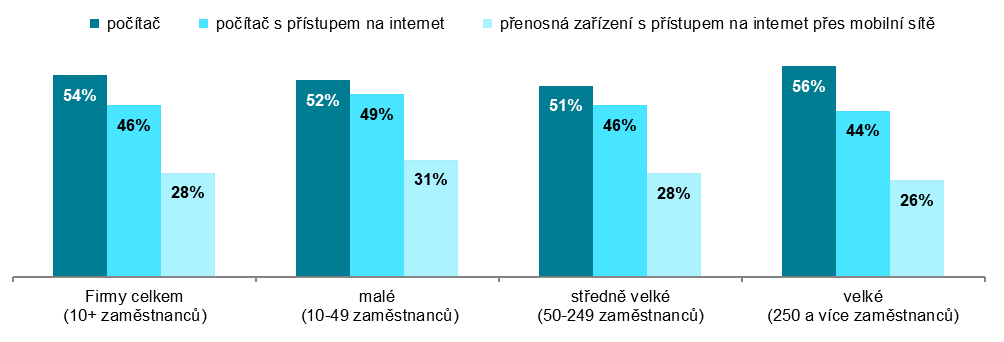 počítač
počítač s přístupem na internet
přenosná zařízení s přístupem na internet přes mobilní sítě
54%
46%
28%
52%
49%
31%
51%
46%
28%
56%
44%
26%
Firmy celkem
(10+ zaměstnanců)
malé
(10-49 zaměstnanců)
středně velké
(50-249 zaměstnanců)
velké
(250 a více zaměstnanců)